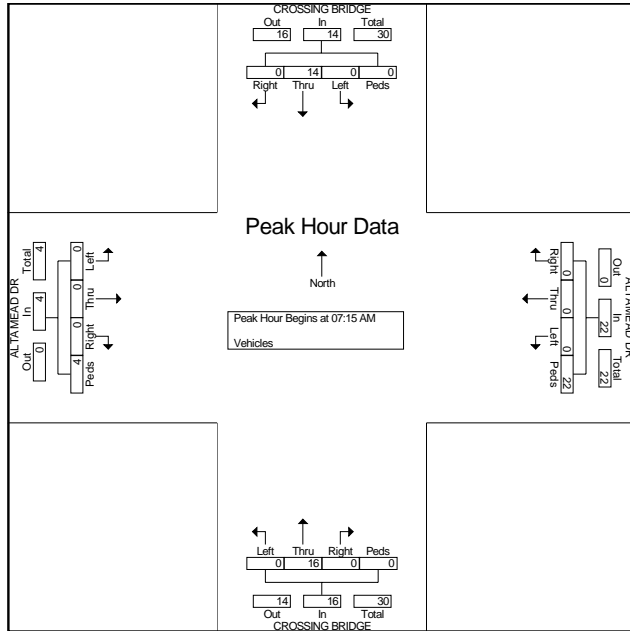 CROSSING BRIDGE
Out In Total
16 14 30
0 14 0 0
Right Thru Left Peds
Peak Hour Data
North
Peak Hour Begins at 07:15 AM
Vehicles
ALTAMEAD DR
Total In Out
4 4 0
0 0 0 4
Left Thru Right Peds
Right Thru Left Peds
0 0 0 22
Out In Total
0 22 22
ALTAMEAD DR
Left Thru Right Peds
0 16 0 0
14 16 30
Out In Total
CROSSING BRIDGE